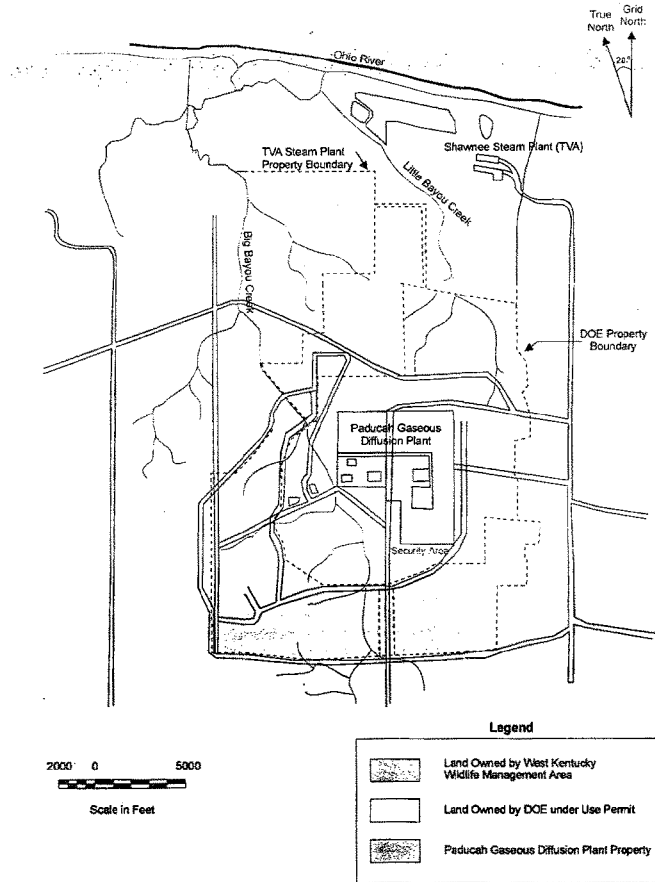 True
North
Grid
North
20°
Ohio River
Shawnee Steam Plant (TVA)
TVA Steam Plant
Property Boundary
Little Bayou Creek
Big Bayou Creek
DOE Property
Boundary
Paducah Gaseous
Diffusion Plant
Security Area
Legend
2000 0 5000
Scale in Feet
Land Owned by West Kentucky
Wildlife Management Area
Land Owned by DOE under Use Permit
Paducah Gaseous Diffusion Plant Property